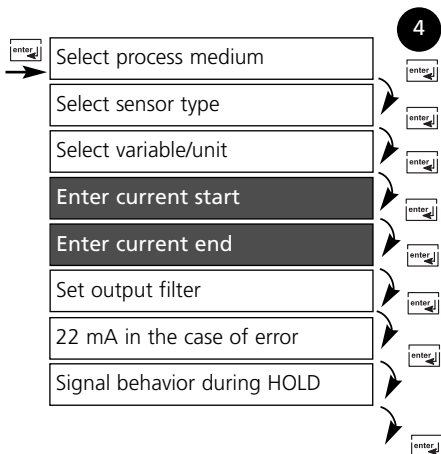 4
enter
Select process medium
enter
Select sensor type
enter
Select variable/unit
enter
Enter current start
enter
Enter current end
enter
Set output filter
enter
22 mA in the case of error
enter
Signal behavior during HOLD
enter